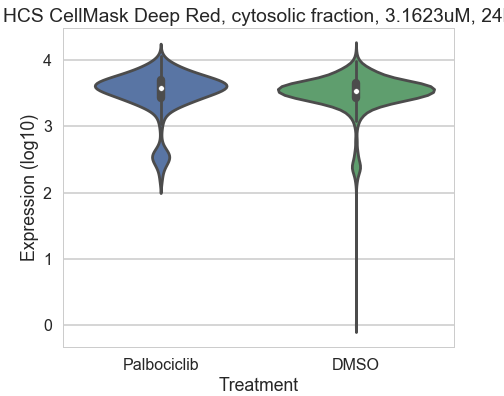 HCS CellMask Deep Red, cytosolic fraction, 3.1623uM, 24
4
3
2
1
0
Expression (log10)
Palbociclib
DMSO
Treatment